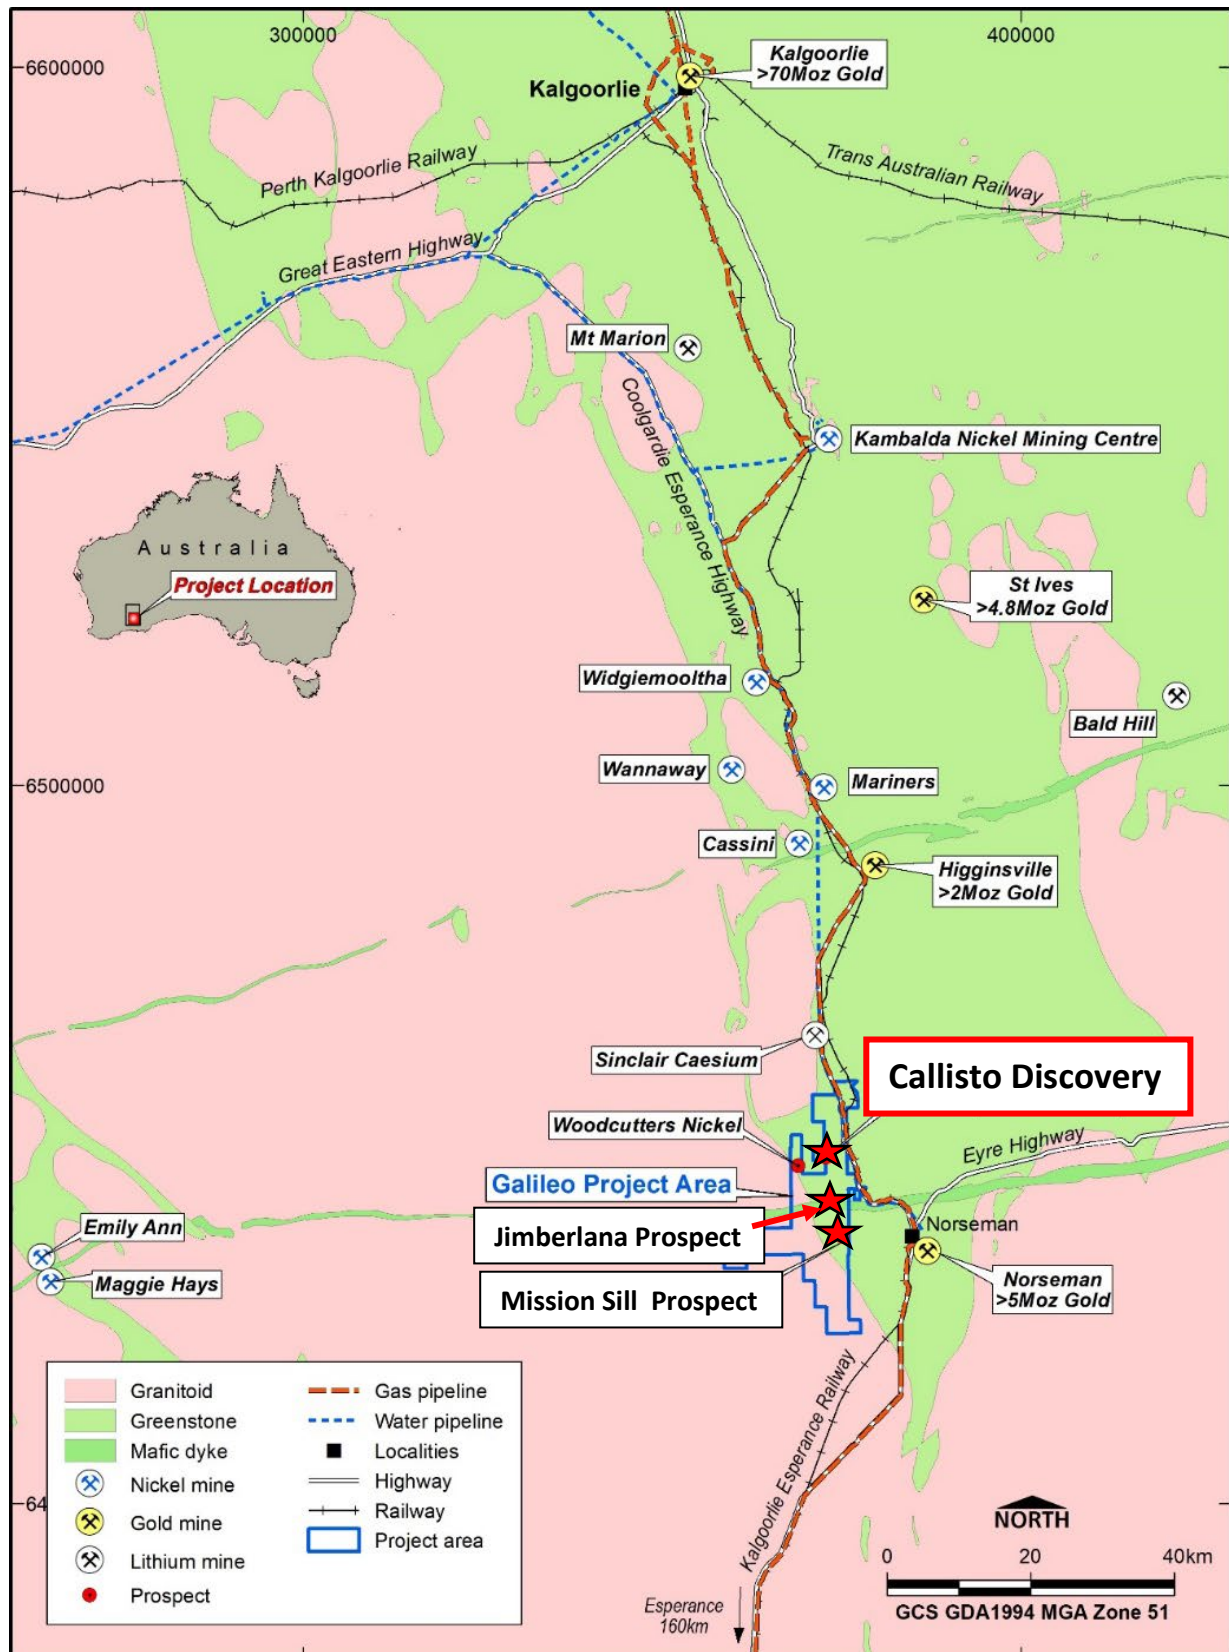 300000
400000
6600000
Kalgoorlie
>70Moz Gold
Kalgoorlie
Perth Kalgoorlie Railway
Trans Australian Railway
Great Eastern Highway
Mt Marion
Coolgardie Esperance Highway
Kambalda Nickel Mining Centre
Australia
Project Location
St Ives
>4.8Moz Gold
Widgiemooltha
Bald Hill
Wannaway
6500000
Mariners
Cassini
Higginsville
>2Moz Gold
Sinclair Caesium
Callisto Discovery
Woodcutters Nickel
Eyre Highway
Galileo Project Area
Emily Ann
Jimberlana Prospect
Norseman
Maggie Hays
Mission Sill Prospect
Norseman
>5Moz Gold
Kalgoorlie Esperance Railway
Granitoid
Greenstone
Mafic dyke
Nickel mine
Gold mine
Lithium mine
Prospect
Gas pipeline
Water pipeline
Localities
Highway
Railway
Project area
NORTH
0 20 40km
GCS GDA1994 MGA Zone 51
Esperance
160km